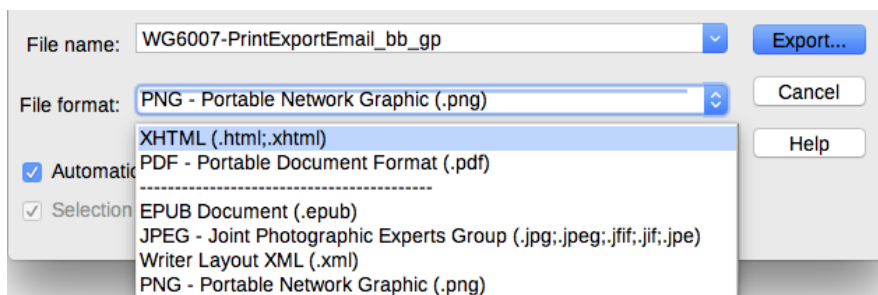 File name: WG6007-PrintExportEmail_bb_gp Export...
File format: PNG - Portable Network Graphic (.png) Cancel
XHTML (.html;.xhtml) Help
PDF - Portable Document Format (.pdf)
Automatic
------------------------------------------
Selection EPUB Document (.epub)
JPEG - Joint Photographic Experts Group (.jpg;.jpeg;.jfif;.jif;.jpe)
Writer Layout XML (.xml)
PNG - Portable Network Graphic (.png)